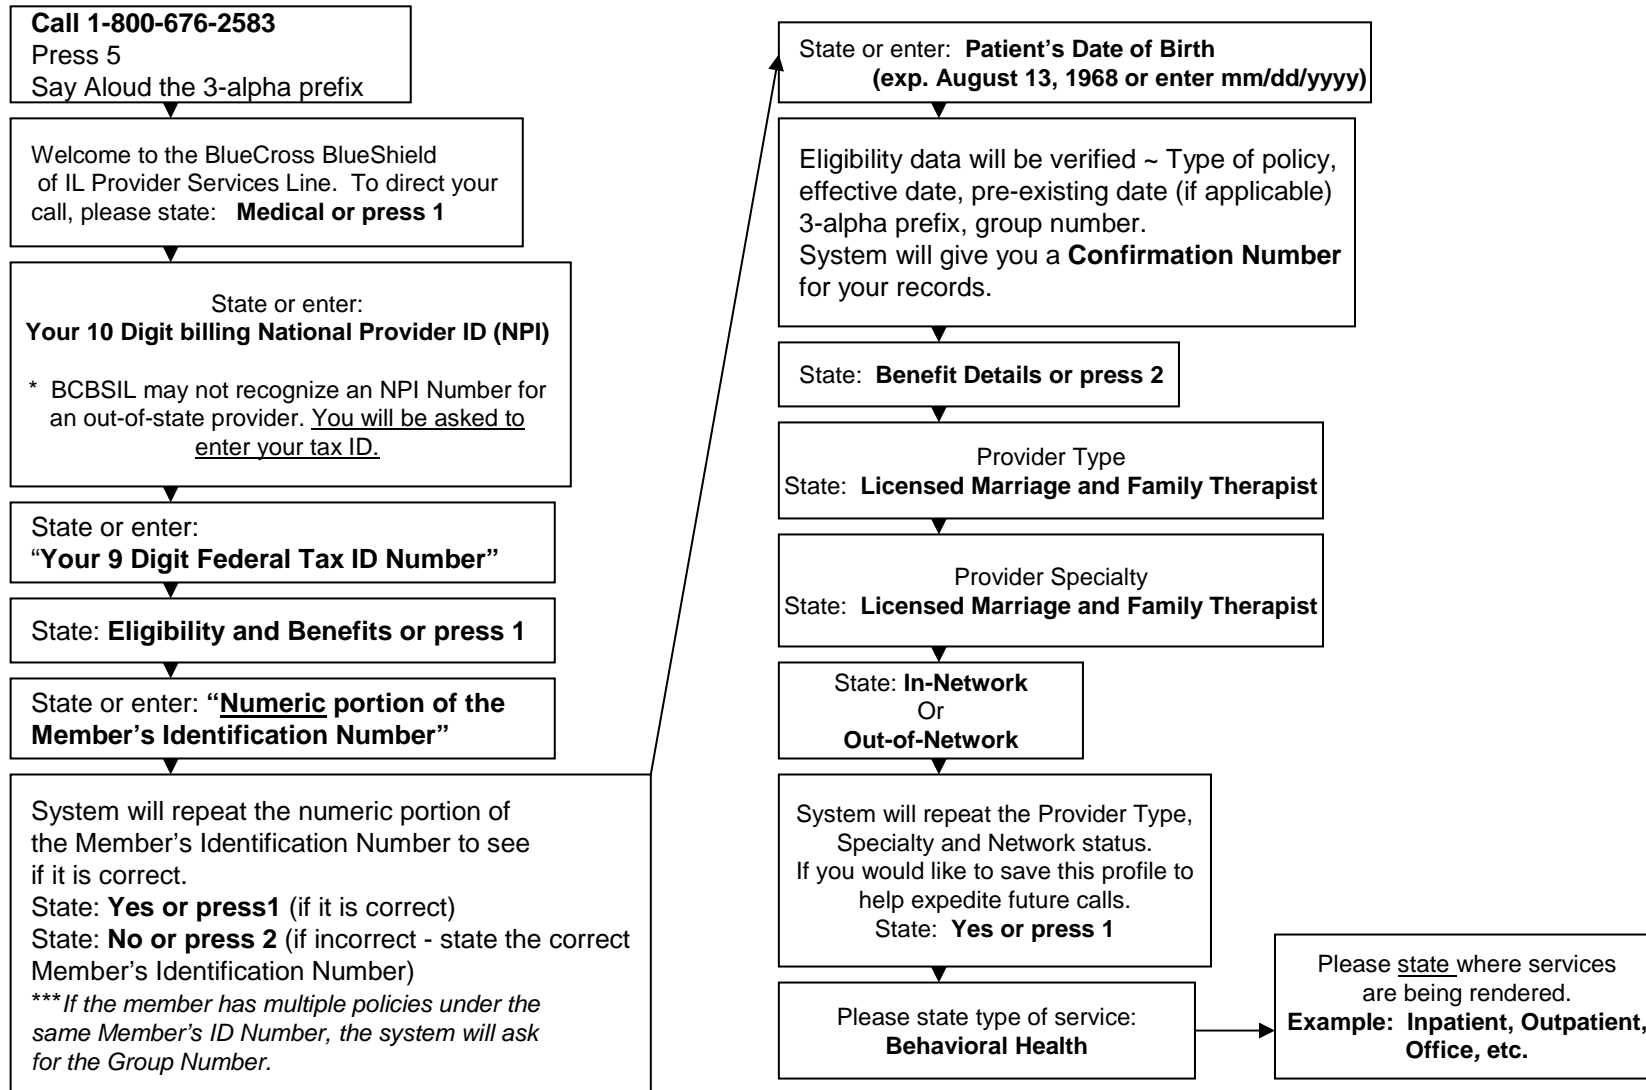 Call 1-800-676-2583
Press 5
Say Aloud the 3-alpha prefix
Welcome to the BlueCross BlueShield
of IL Provider Services Line. To direct your
call, please state: Medical or press 1
State or enter:
Your 10 Digit billing National Provider ID (NPI)
* BCBSIL may not recognize an NPI Number for
an out-of-state provider. You will be asked to
enter your tax ID.
State or enter:
“Your 9 Digit Federal Tax ID Number”
State: Eligibility and Benefits or press 1
State or enter: “Numeric portion of the
Member’s Identification Number”
System will repeat the numeric portion of
the Member’s Identification Number to see
if it is correct.
State: Yes or press1 (if it is correct)
State: No or press 2 (if incorrect - state the correct
Member’s Identification Number)
***If the member has multiple policies under the
same Member’s ID Number, the system will ask
for the Group Number.
State or enter: Patient’s Date of Birth
(exp. August 13, 1968 or enter mm/dd/yyyy)
Eligibility data will be verified ~ Type of policy,
effective date, pre-existing date (if applicable)
3-alpha prefix, group number.
System will give you a Confirmation Number
for your records.
State: Benefit Details or press 2
Provider Type
State: Licensed Marriage and Family Therapist
Provider Specialty
State: Licensed Marriage and Family Therapist
State: In-Network
Or
Out-of-Network
System will repeat the Provider Type,
Specialty and Network status.
If you would like to save this profile to
help expedite future calls.
State: Yes or press 1
Please state type of service:
Behavioral Health
Please state where services
are being rendered.
Example: Inpatient, Outpatient,
Office, etc.